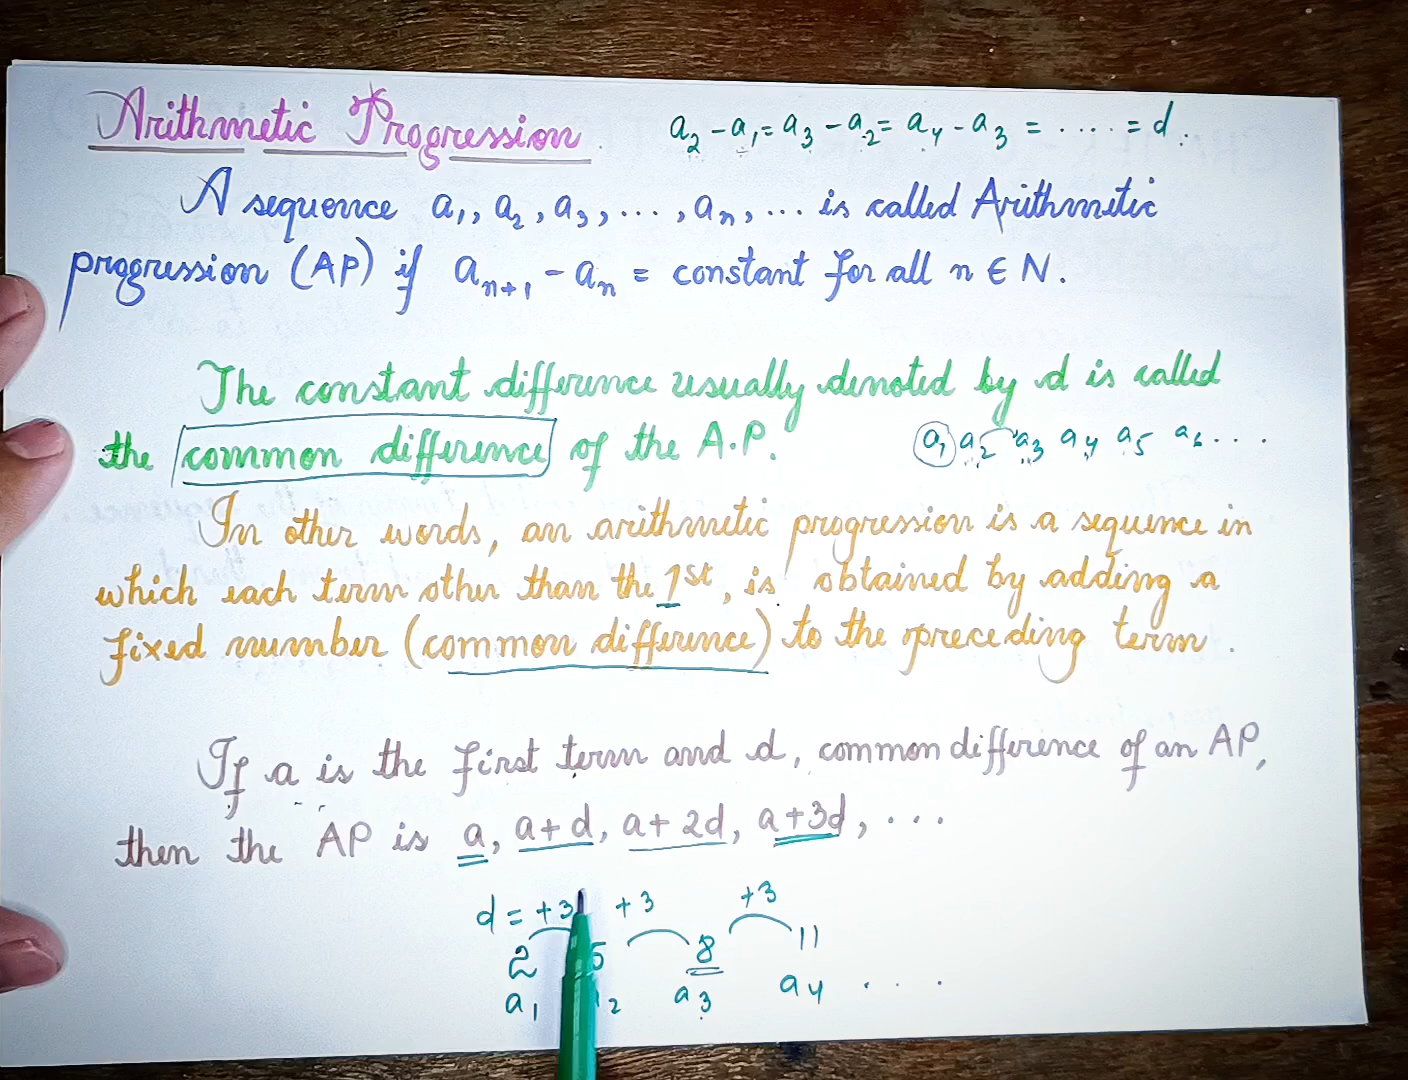 Arithmetic Progression. a₂ - a₁ = a₃ - a₂ = a₄ - a₃ = .... = d.
A sequence a₁, a₂, a₃, ..., aₙ, ... is called Arithmetic
progression (AP) if aₙ₊₁ - aₙ = constant for all n ∈ N.
The constant difference usually denoted by d is called
the common difference of the A.P.
a₁ a₂ a₃ a₄ a₅ a₆ ....
In other words, an arithmetic progression is a sequence in
which each term other than the 1st, is obtained by adding a
fixed number (common difference) to the preceding term.
If a is the first term and d, common difference of an AP,
then the AP is a, a+d, a+2d, a+3d, ...
d = +3 +3 +3
2 5 8 11
a₁ ₂ a₃ a₄ ...